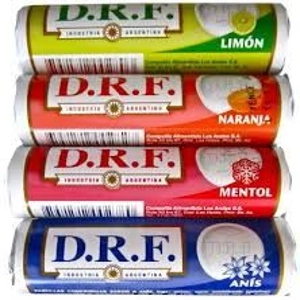 D.R.F.
INDUSTRIA ARGENTINA
LIMÓN
D.R.F.
INDUSTRIA ARGENTINA
NARANJA
Compañía Alimenticia Los Andes S.A.
D.R.F.
INDUSTRIA ARGENTINA
MENTOL
Compañía Alimenticia Los Andes S.A.
D.R.F.
INDUSTRIA ARGENTINA
ANÍS